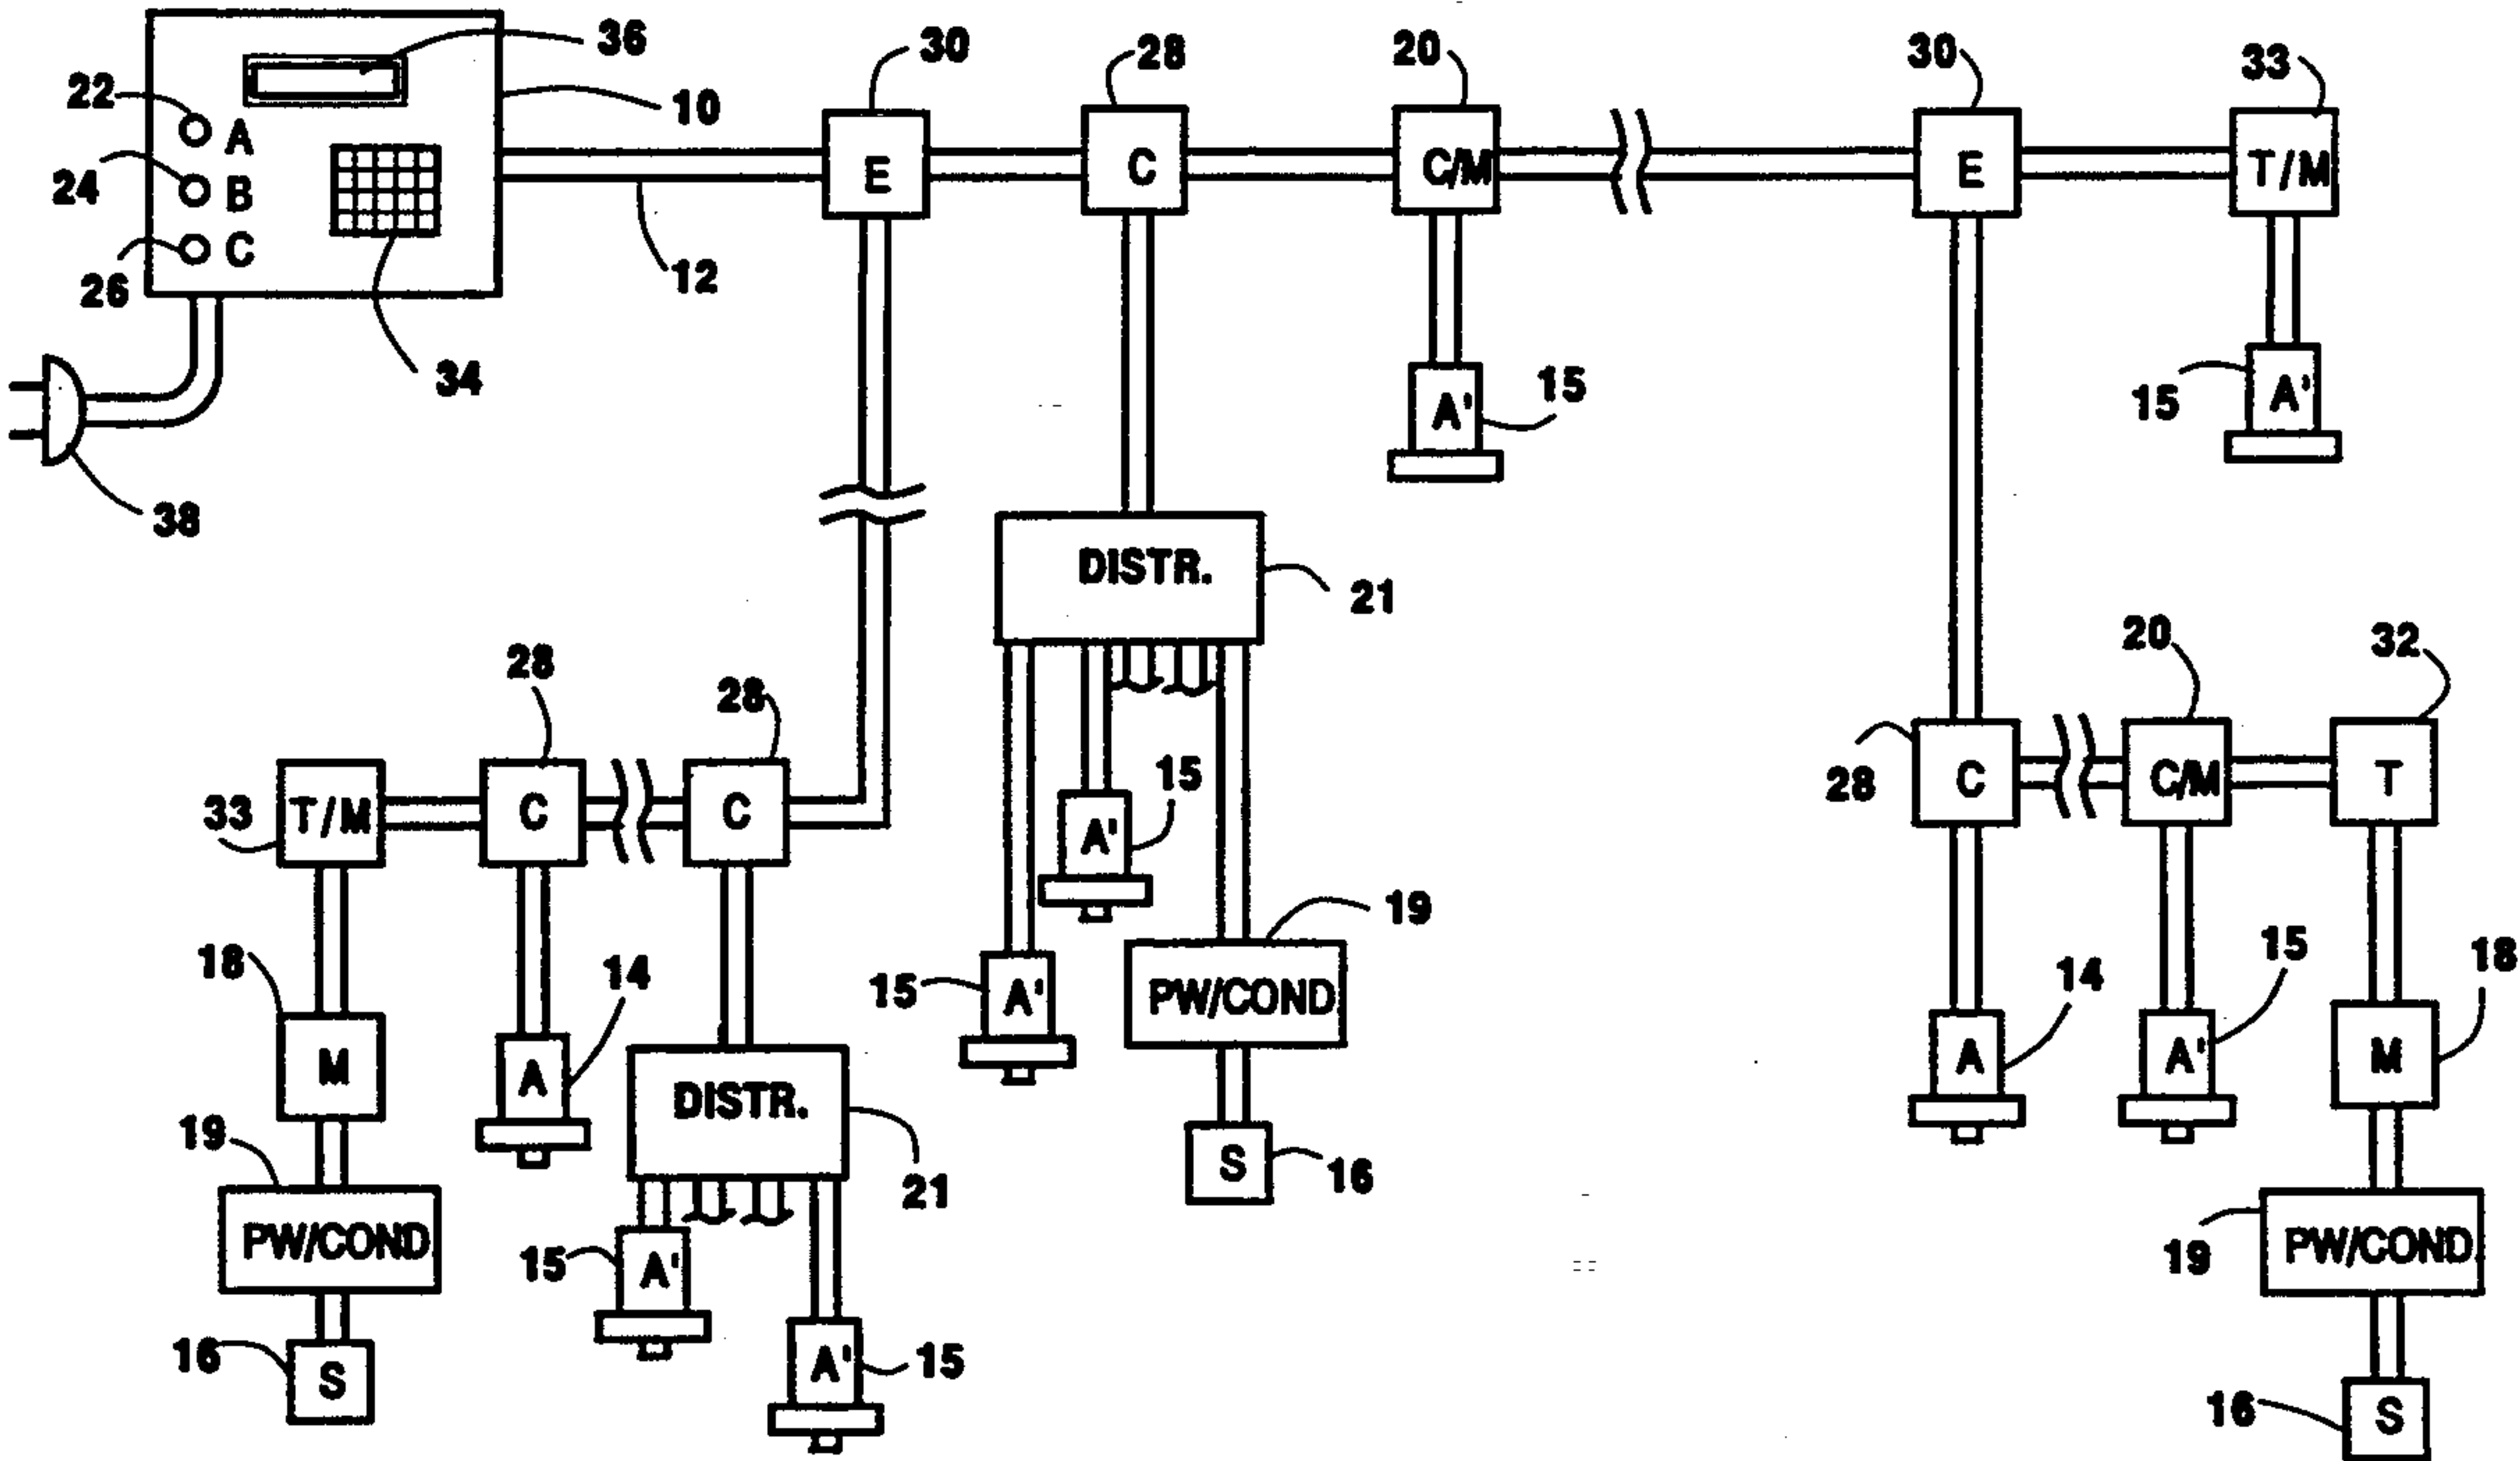 36
30
28
20
30
33
22
A
10
E
C
C/M
E
T/M
24
B
26
C
12
34
A'
15
15
A'
38
DISTR.
21
28
28
20
32
33
T/M
C
C
15
A'
28
C
C/M
T
18
14
15
A'
19
PW/COND
14
15
18
M
A
DISTR.
21
A
A'
M
19
S
16
PW/COND
15
A'
19
PW/COND
16
S
A'
15
16
S